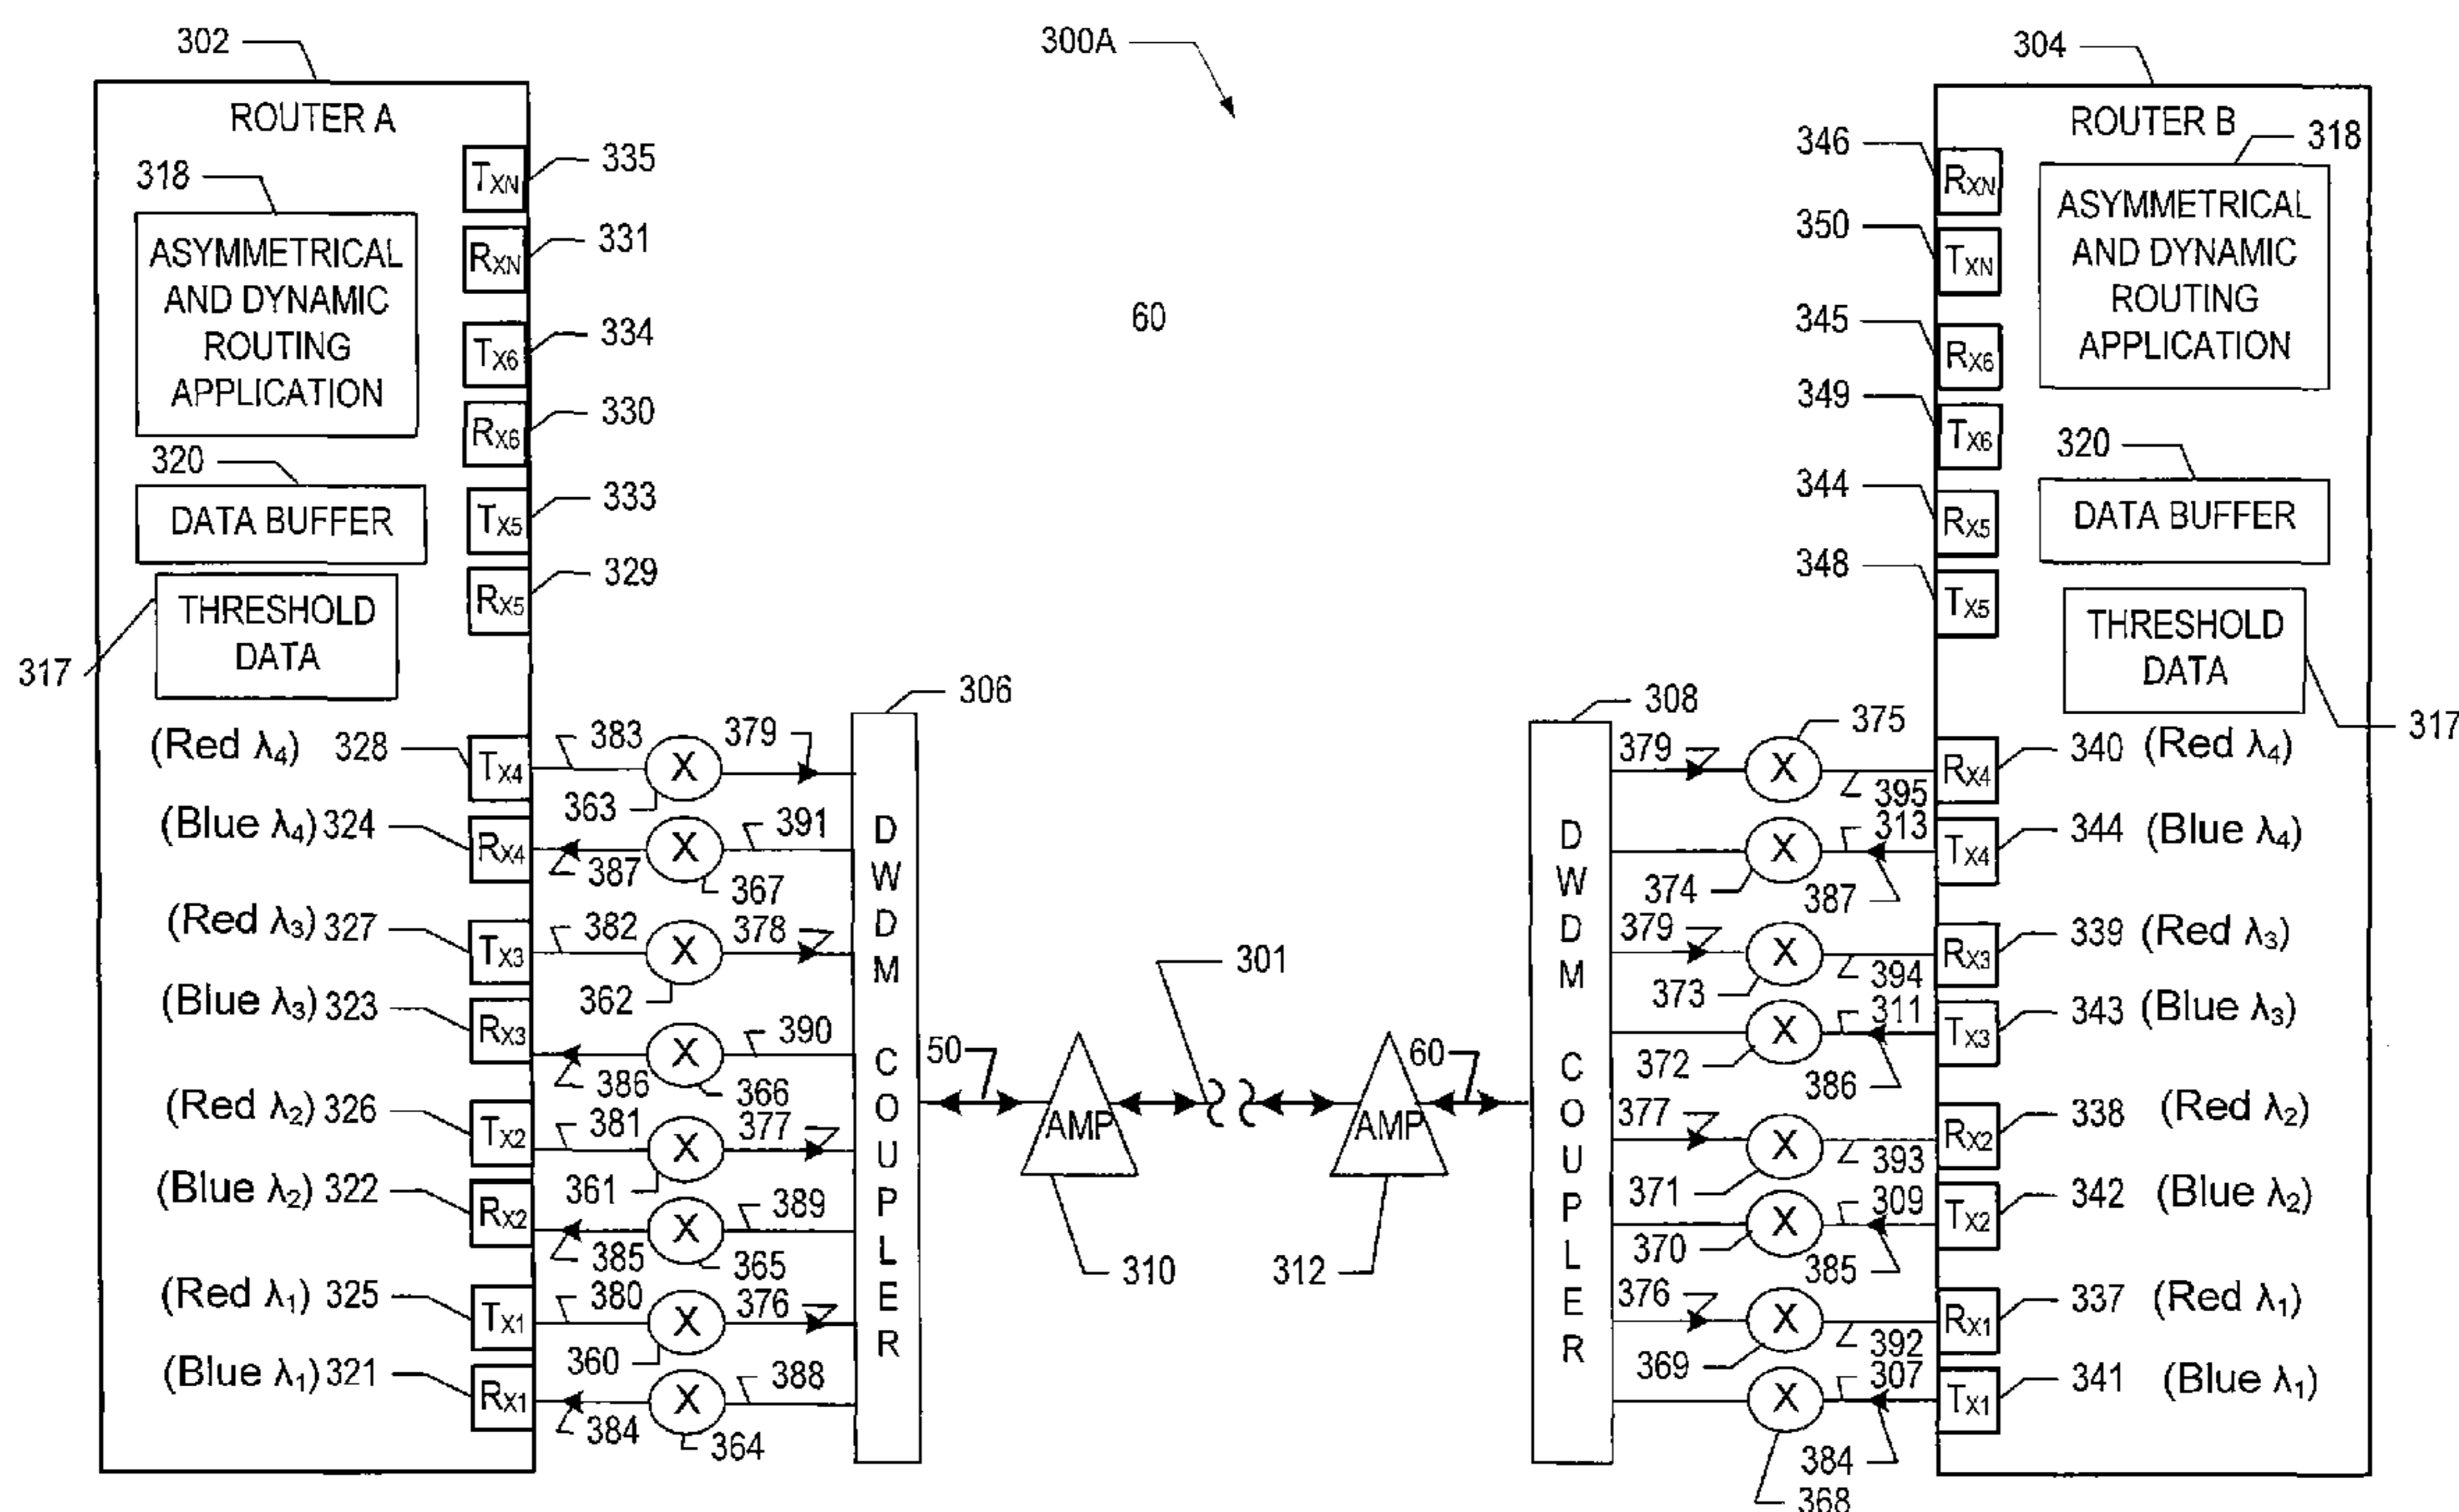 300A
302
ROUTER A
318
ASYMMETRICAL
AND DYNAMIC
ROUTING
APPLICATION
320
DATA BUFFER
THRESHOLD
DATA
317
TXN 335
RXN 331
TX6 334
RX6 330
TX5 333
RX5 329
(Red λ4) 328 TX4 383 X 363 379
(Blue λ4) 324 RX4 387 X 367 391
(Red λ3) 327 TX3 382 X 362 378
(Blue λ3) 323 RX3 386 X 366 390
(Red λ2) 326 TX2 381 X 361 377
(Blue λ2) 322 RX2 385 X 365 389
(Red λ1) 325 TX1 380 X 360 376
(Blue λ1) 321 RX1 384 X 364 388
306
DWDM COUPLER
60
50
AMP
310
301
AMP
312
60
308
DWDM COUPLER
304
ROUTER B
318
ASYMMETRICAL
AND DYNAMIC
ROUTING
APPLICATION
320
DATA BUFFER
THRESHOLD
DATA
317
346 RXN
350 TXN
345 RX6
349 TX6
344 RX5
348 TX5
379 X 375 395 RX4 340 (Red λ4)
374 X 313 387 TX4 344 (Blue λ4)
379 X 373 394 RX3 339 (Red λ3)
372 X 311 386 TX3 343 (Blue λ3)
377 X 371 393 RX2 338 (Red λ2)
370 X 309 385 TX2 342 (Blue λ2)
376 X 369 392 RX1 337 (Red λ1)
368 X 307 384 TX1 341 (Blue λ1)